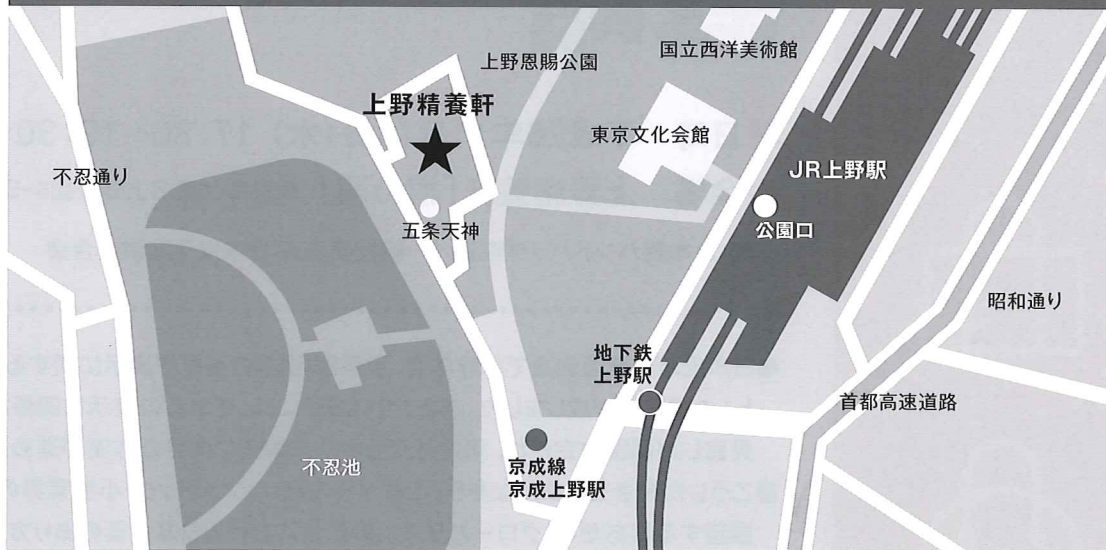 国立西洋美術館
上野恩賜公園
上野精養軒
東京文化会館
JR上野駅
不忍通り
公園口
五条天神
昭和通り
地下鉄
上野駅
首都高速道路
不忍池
京成線
京成上野駅